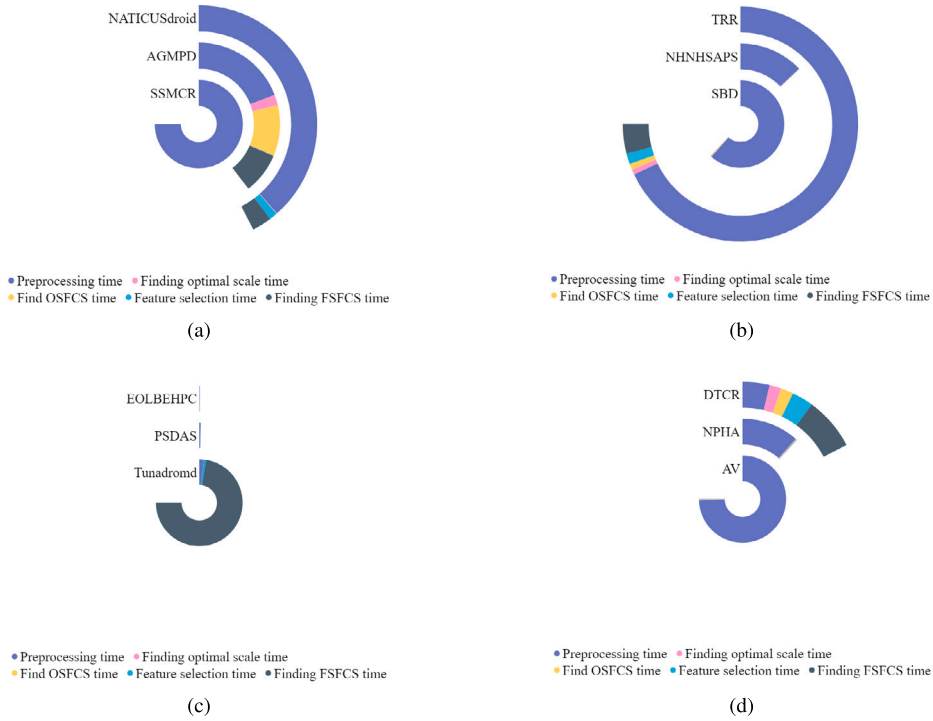 NATICUSdroid
AGMPD
SSMCR
Preprocessing time Finding optimal scale time
Find OSFCS time Feature selection time Finding FSFCS time
(a)
TRR
NHNHSAPS
SBD
Preprocessing time Finding optimal scale time
Find OSFCS time Feature selection time Finding FSFCS time
(b)
EOLBEHPC
PSDAS
Tunadromd
Preprocessing time Finding optimal scale time
Find OSFCS time Feature selection time Finding FSFCS time
(c)
DTCR
NPHA
AV
Preprocessing time Finding optimal scale time
Find OSFCS time Feature selection time Finding FSFCS time
(d)